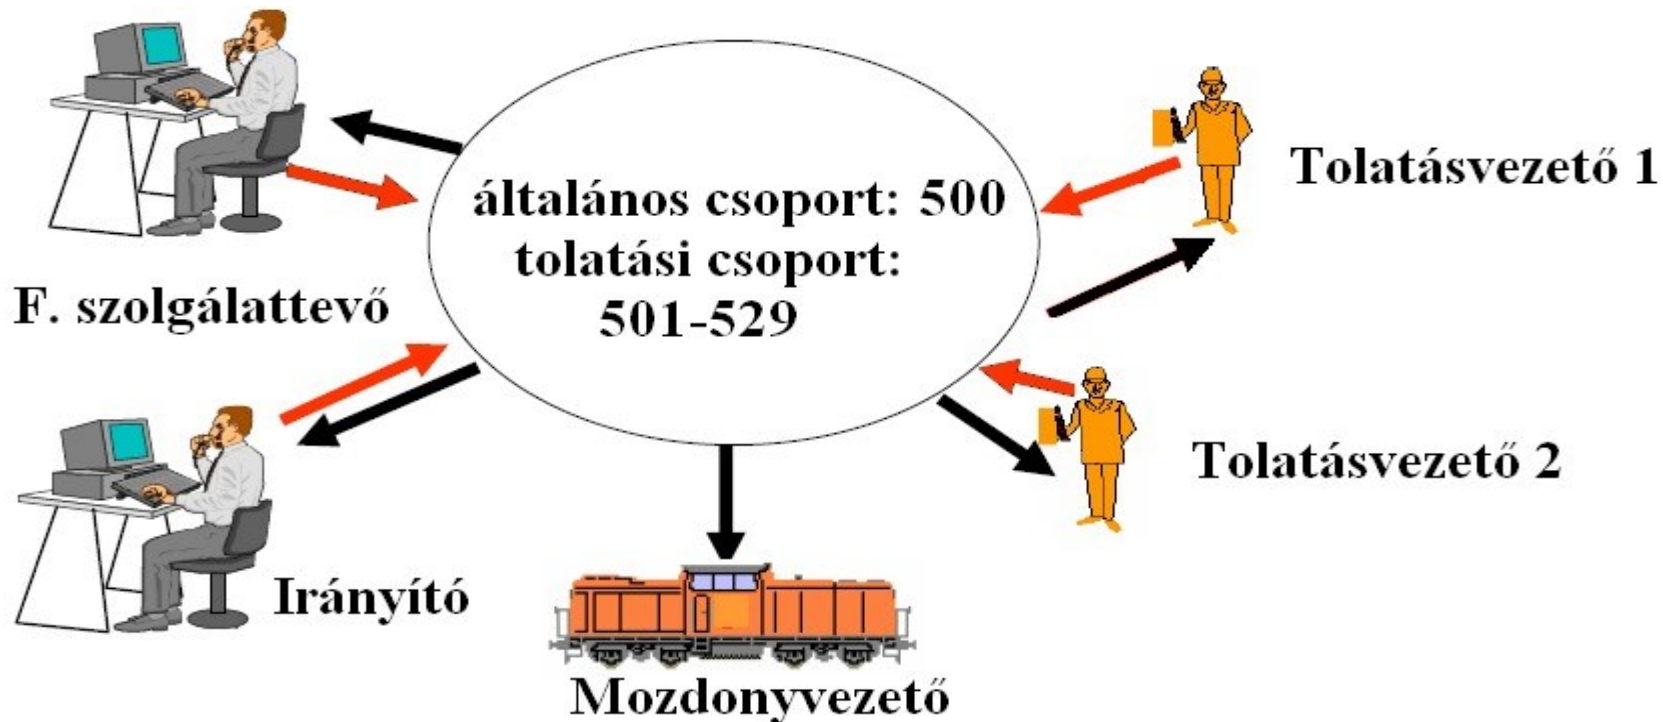 általános csoport: 500
tolatási csoport:
501-529
F. szolgálattevő
Tolatásvezető 1
Tolatásvezető 2
Irányító
Mozdonyvezető